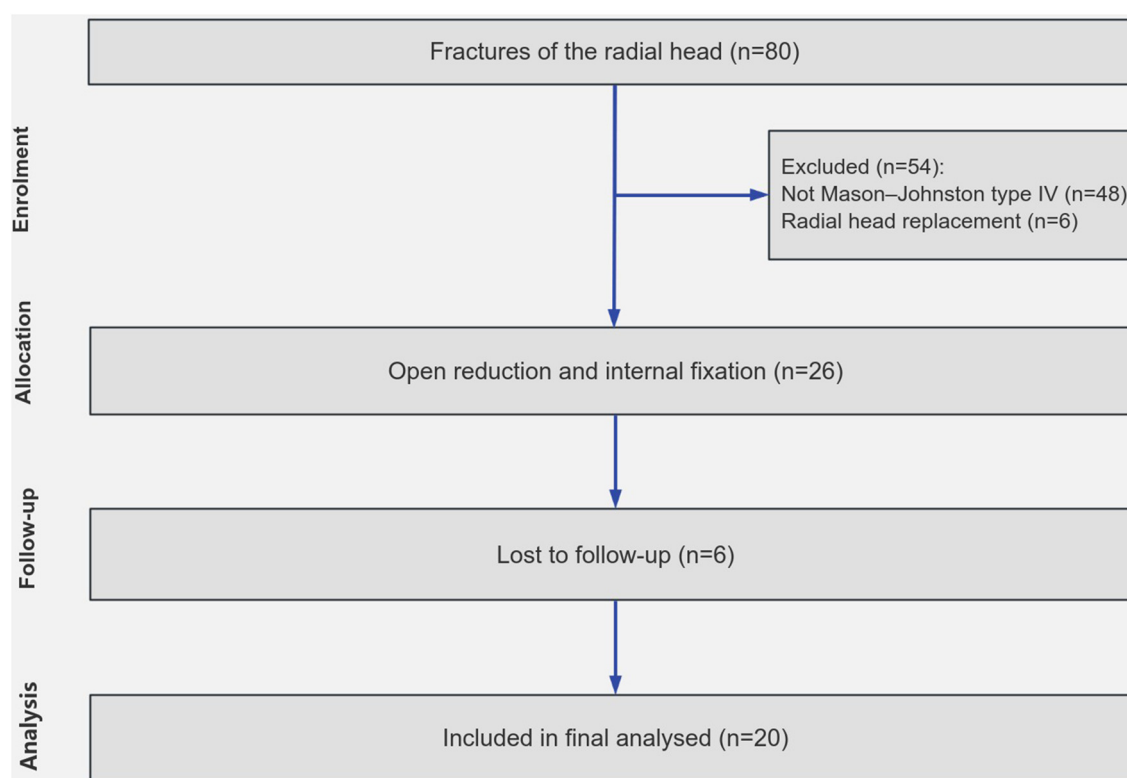 Fractures of the radial head (n=80)
Enrolment
Excluded (n=54):
Not Mason–Johnston type IV (n=48)
Radial head replacement (n=6)
Allocation
Open reduction and internal fixation (n=26)
Follow-up
Lost to follow-up (n=6)
Analysis
Included in final analysed (n=20)